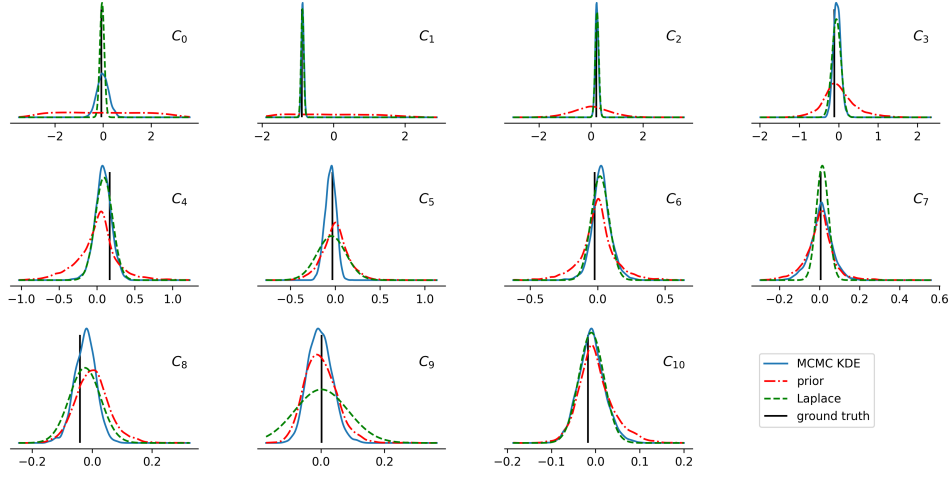 C0
−2 0 2
C1
−2 0 2
C2
−2 0 2
C3
−2 −1 0 1 2
C4
−1.0 −0.5 0.0 0.5 1.0
C5
−0.5 0.0 0.5 1.0
C6
−0.5 0.0 0.5
C7
−0.2 0.0 0.2 0.4 0.6
C8
−0.2 0.0 0.2
C9
0.0 0.2
C10
−0.2 −0.1 0.0 0.1 0.2
MCMC KDE
prior
Laplace
ground truth